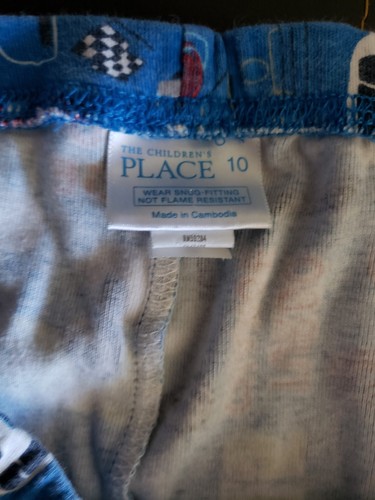 THE CHILDREN'S
PLACE 10
WEAR SNUG-FITTING
NOT FLAME RESISTANT
Made in Cambodia